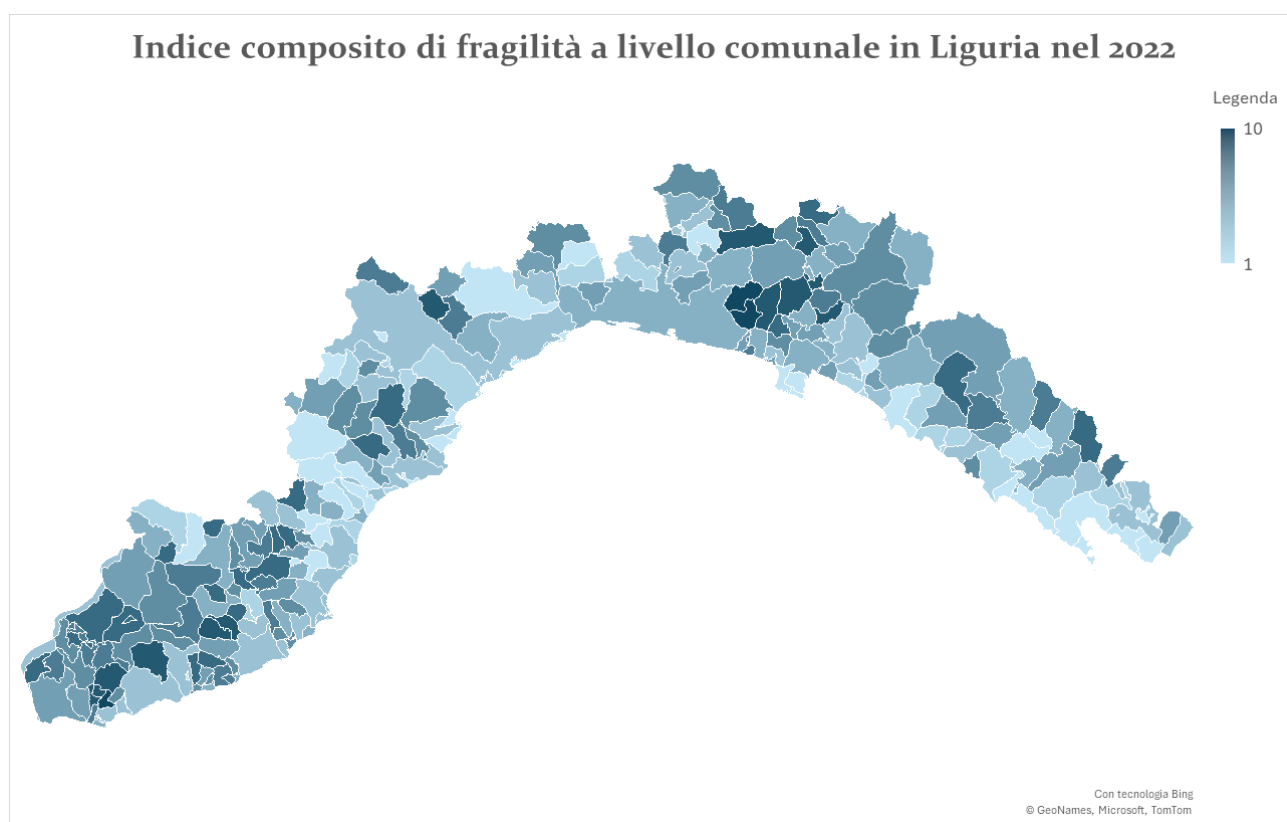 Indice composito di fragilità a livello comunale in Liguria nel 2022
Legenda
10
1
Con tecnologia Bing
© GeoNames, Microsoft, TomTom